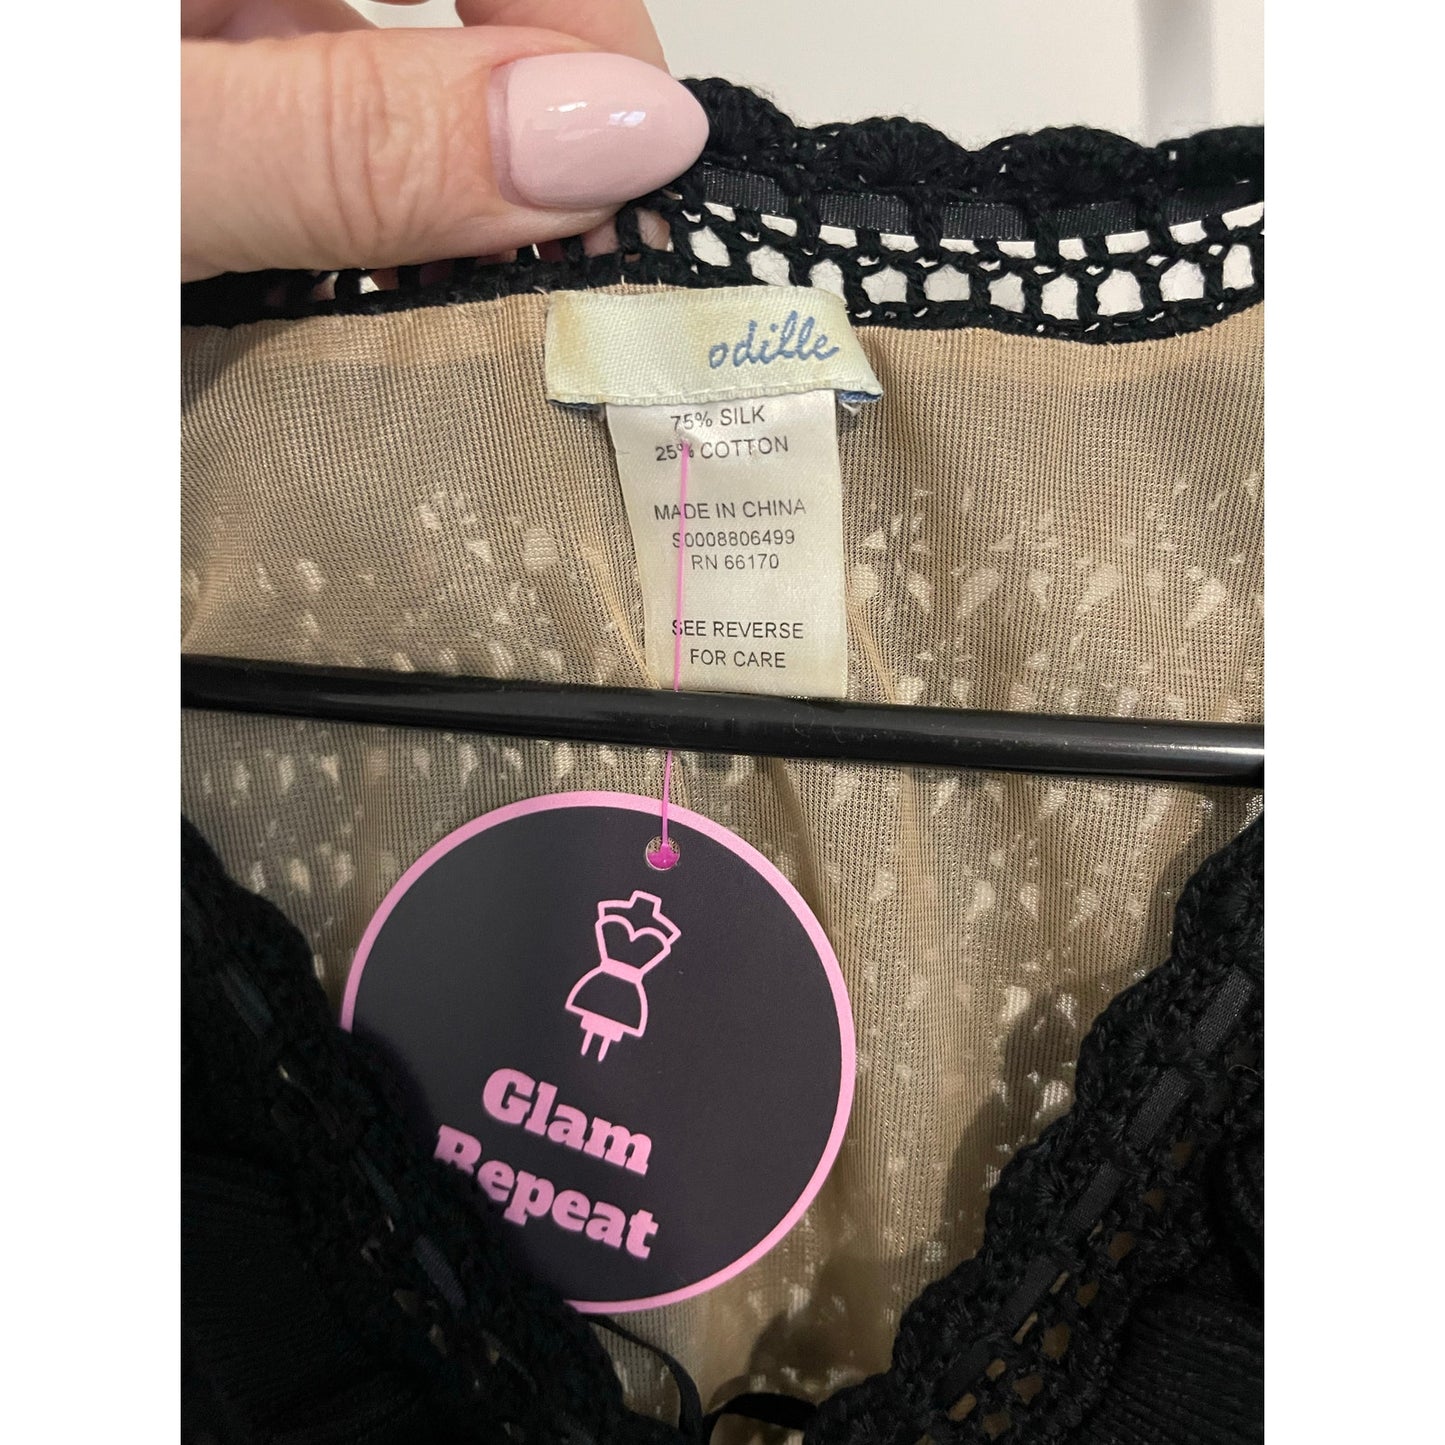 odille
75% SILK
25% COTTON
MADE IN CHINA
S0008806499
RN 66170
SEE REVERSE
FOR CARE
Glam
Repeat